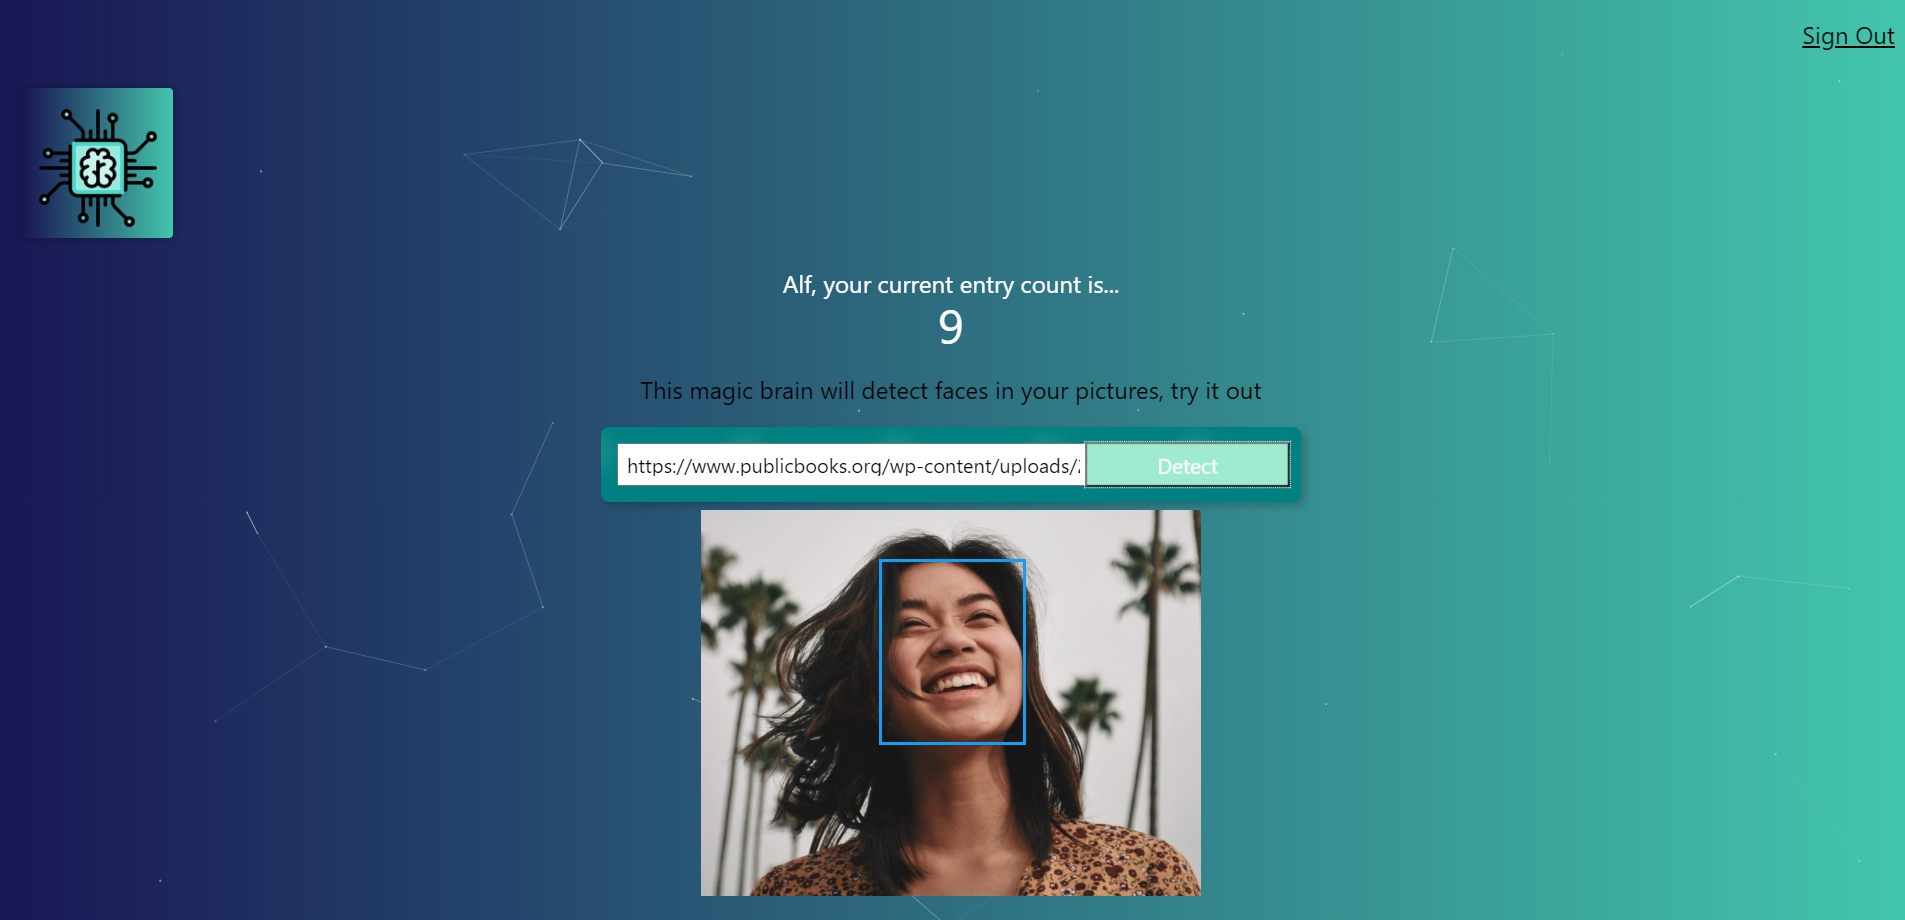 Sign Out
Alf, your current entry count is...
9
This magic brain will detect faces in your pictures, try it out
https://www.publicbooks.org/wp-content/uploads/
Detect